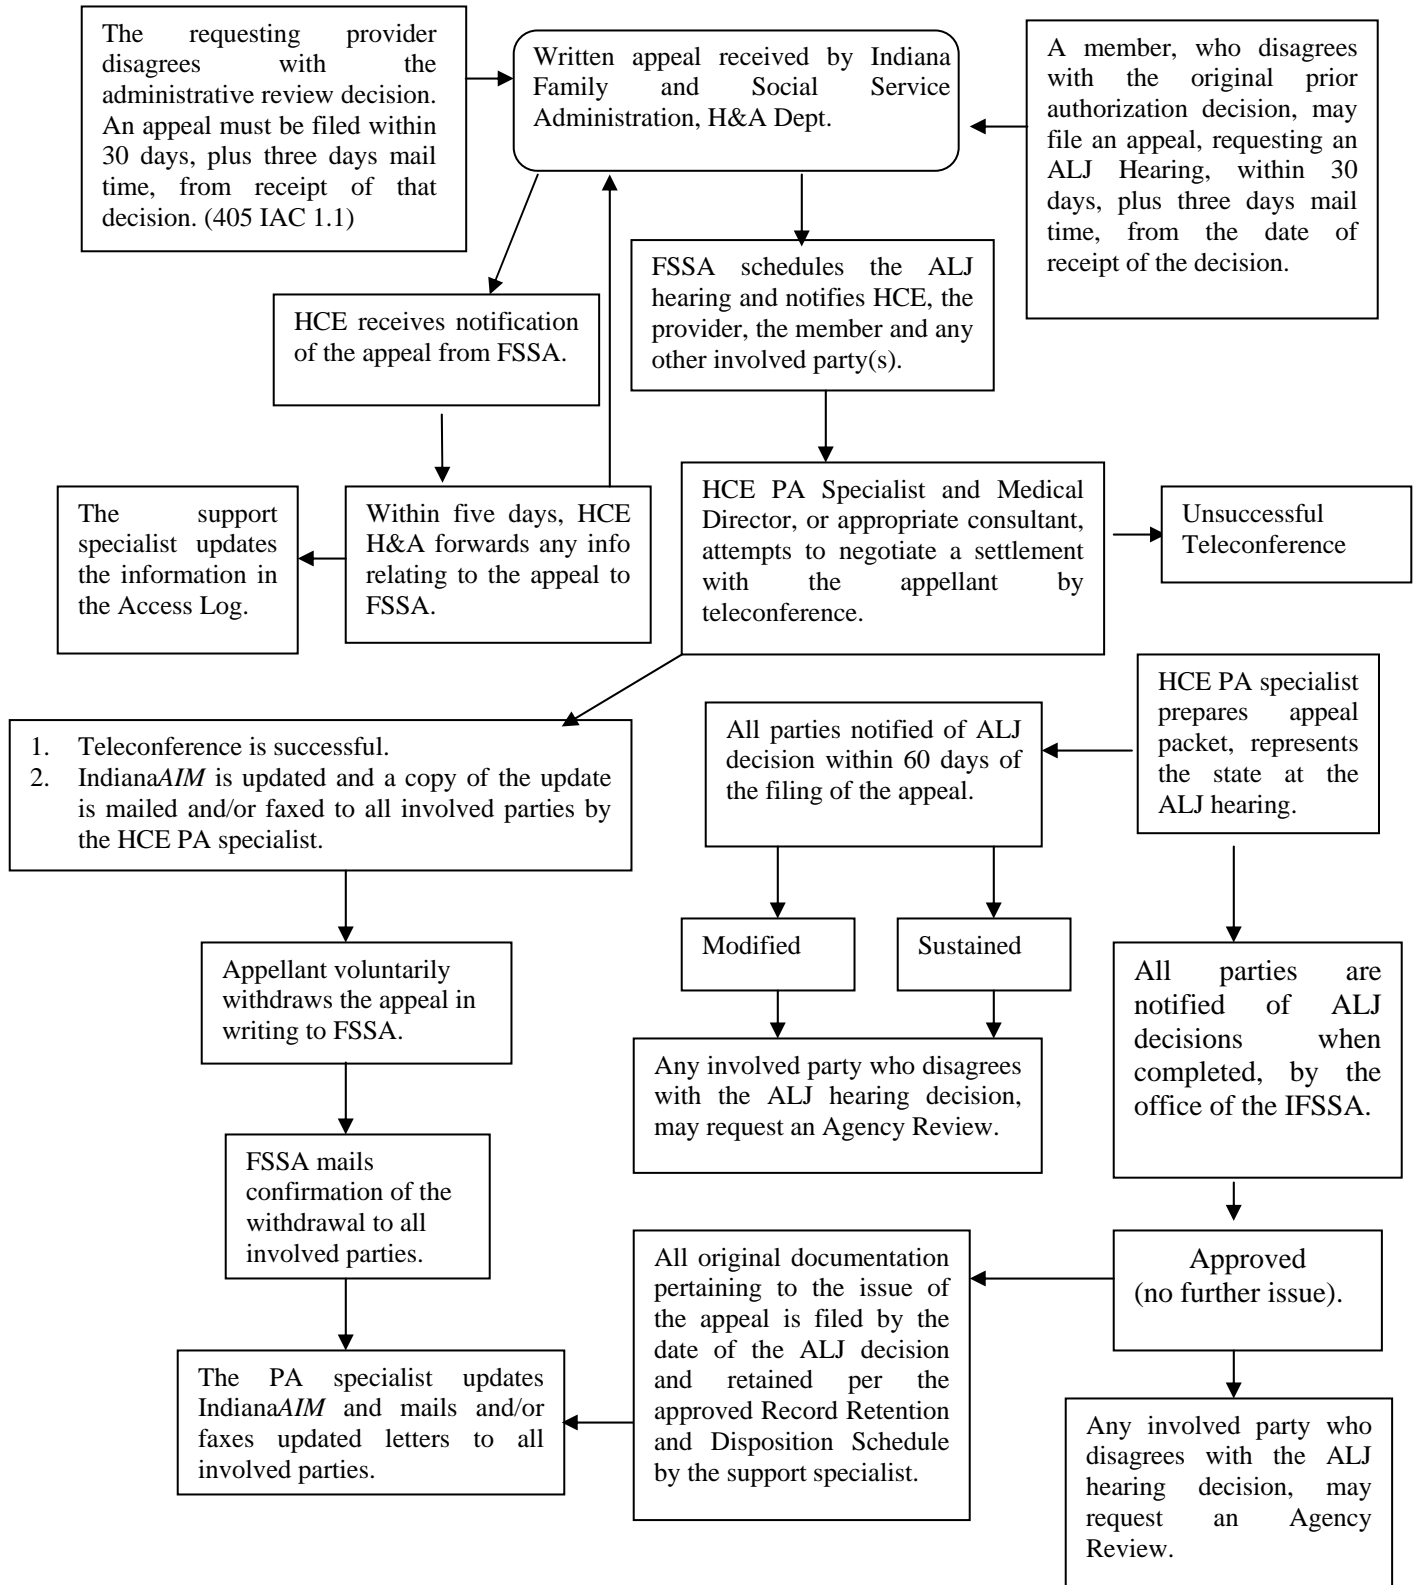 The requesting provider
disagrees with the
administrative review decision.
An appeal must be filed within
30 days, plus three days mail
time, from receipt of that
decision. (405 IAC 1.1)
Written appeal received by Indiana
Family and Social Service
Administration, H&A Dept.
A member, who disagrees
with the original prior
authorization decision, may
file an appeal, requesting an
ALJ Hearing, within 30
days, plus three days mail
time, from the date of
receipt of the decision.
HCE receives notification
of the appeal from FSSA.
FSSA schedules the ALJ
hearing and notifies HCE, the
provider, the member and any
other involved party(s).
The support
specialist updates
the information in
the Access Log.
Within five days, HCE
H&A forwards any info
relating to the appeal to
FSSA.
HCE PA Specialist and Medical
Director, or appropriate consultant,
attempts to negotiate a settlement
with the appellant by
teleconference.
Unsuccessful
Teleconference
1. Teleconference is successful.
2. IndianaAIM is updated and a copy of the update
is mailed and/or faxed to all involved parties by
the HCE PA specialist.
All parties notified of ALJ
decision within 60 days of
the filing of the appeal.
HCE PA specialist
prepares appeal
packet, represents
the state at the
ALJ hearing.
Modified
Sustained
Appellant voluntarily
withdraws the appeal in
writing to FSSA.
All parties are
notified of ALJ
decisions when
completed, by the
office of the IFSSA.
Any involved party who disagrees
with the ALJ hearing decision,
may request an Agency Review.
FSSA mails
confirmation of the
withdrawal to all
involved parties.
All original documentation
pertaining to the issue of
the appeal is filed by the
date of the ALJ decision
and retained per the
approved Record Retention
and Disposition Schedule
by the support specialist.
Approved
(no further issue).
The PA specialist updates
IndianaAIM and mails and/or
faxes updated letters to all
involved parties.
Any involved party who
disagrees with the ALJ
hearing decision, may
request an Agency
Review.